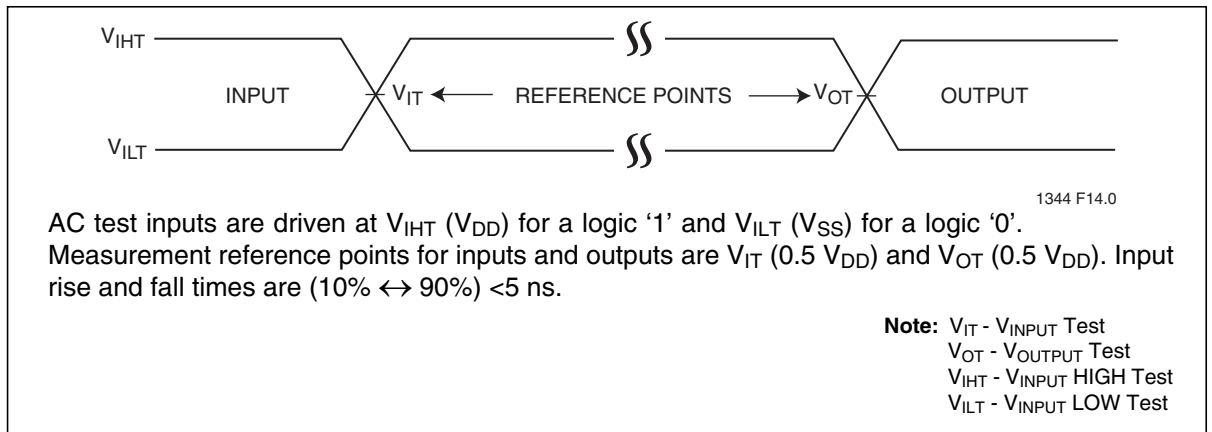 VIHT
INPUT VIT REFERENCE POINTS VOT OUTPUT
VILT
1344 F14.0
AC test inputs are driven at VIHT (VDD) for a logic ‘1’ and VILT (VSS) for a logic ‘0’.
Measurement reference points for inputs and outputs are VIT (0.5 VDD) and VOT (0.5 VDD). Input
rise and fall times are (10% ↔ 90%) <5 ns.
Note: VIT - VINPUT Test
VOT - VOUTPUT Test
VIHT - VINPUT HIGH Test
VILT - VINPUT LOW Test